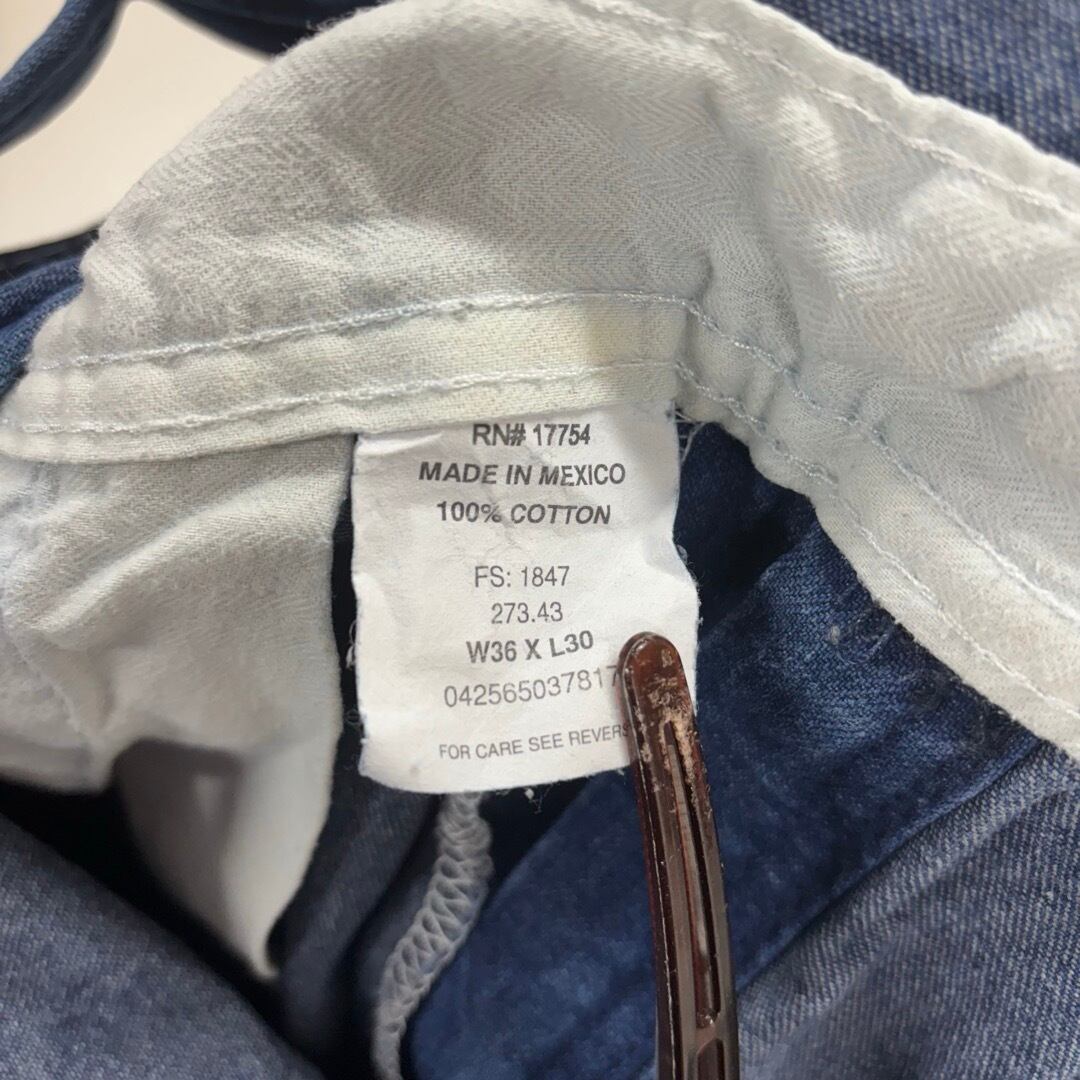 RN# 17754
MADE IN MEXICO
100% COTTON
FS: 1847
273.43
W36 X L30
042565037817
FOR CARE SEE REVERS